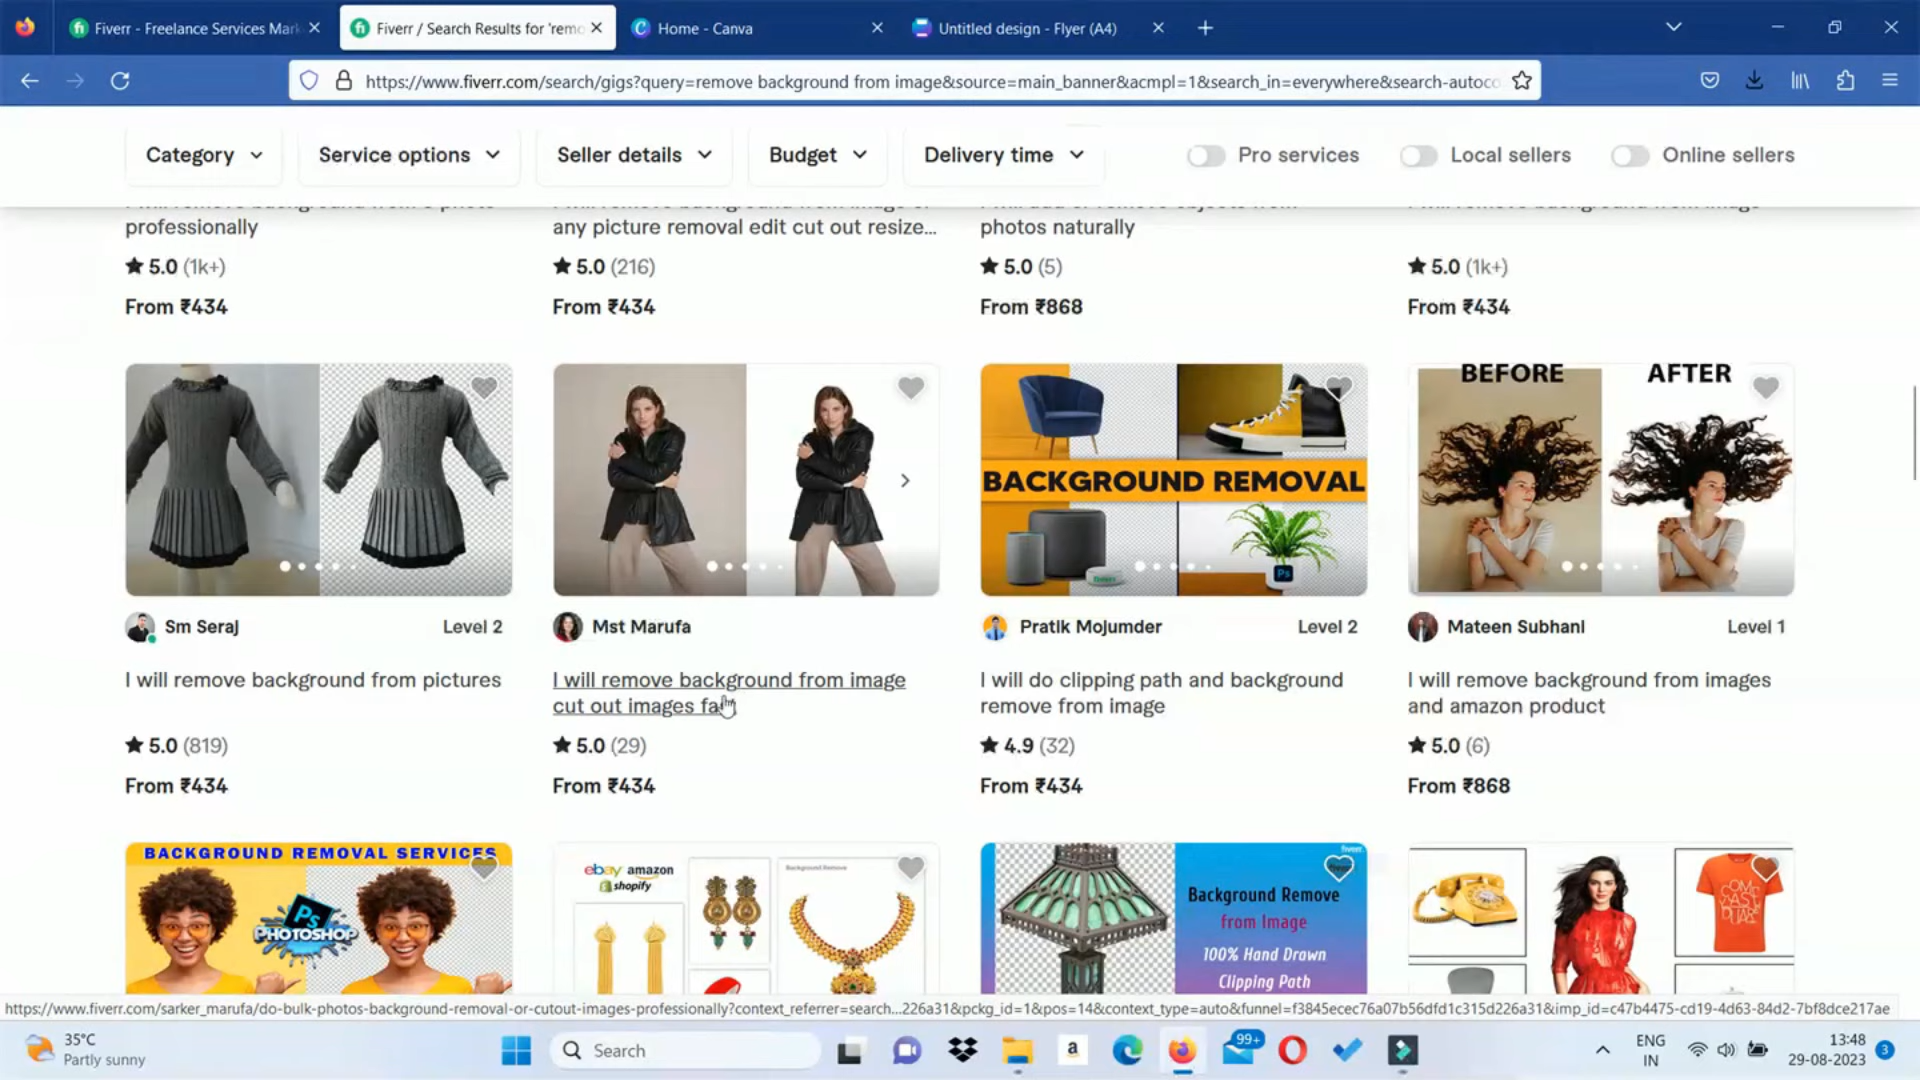 Fiverr - Freelance Services Mark
Fiverr / Search Results for 'remo
Home - Canva
Untitled design - Flyer (A4)
https://www.fiverr.com/search/gigs?query=remove background from image&source=main_banner&acmpl=1&search_in=everywhere&search-autoco
Category
Service options
Seller details
Budget
Delivery time
Pro services
Local sellers
Online sellers
professionally
any picture removal edit cut out resize...
photos naturally
5.0 (1k+)
5.0 (216)
5.0 (5)
5.0 (1k+)
From ₹434
From ₹434
From ₹868
From ₹434
BACKGROUND REMOVAL
Ps
BEFORE
AFTER
Sm Seraj
Level 2
Mst Marufa
Pratik Mojumder
Level 2
Mateen Subhani
Level 1
I will remove background from pictures
I will remove background from image
cut out images fa
I will do clipping path and background
remove from image
I will remove background from images
and amazon product
5.0 (819)
5.0 (29)
4.9 (32)
5.0 (6)
From ₹434
From ₹434
From ₹434
From ₹868
BACKGROUND REMOVAL SERVICES
Ps
PHOTOSHOP
ebay amazon
shopify
Background Remove
fiverr
Background Remove
from Image
100% Hand Drawn
Clipping Path
https://www.fiverr.com/sarker_marufa/do-bulk-photos-background-removal-or-cutout-images-professionally?context_referrer=search...226a31&pckg_id=1&pos=14&context_type=auto&funnel=f3845ecec76a07b56dfd1c315d226a31&imp_id=c47b4475-cd19-4d63-84d2-7bf8dce217ae
35°C
Partly sunny
Search
a
99+
ENG
IN
13:48
29-08-2023
3